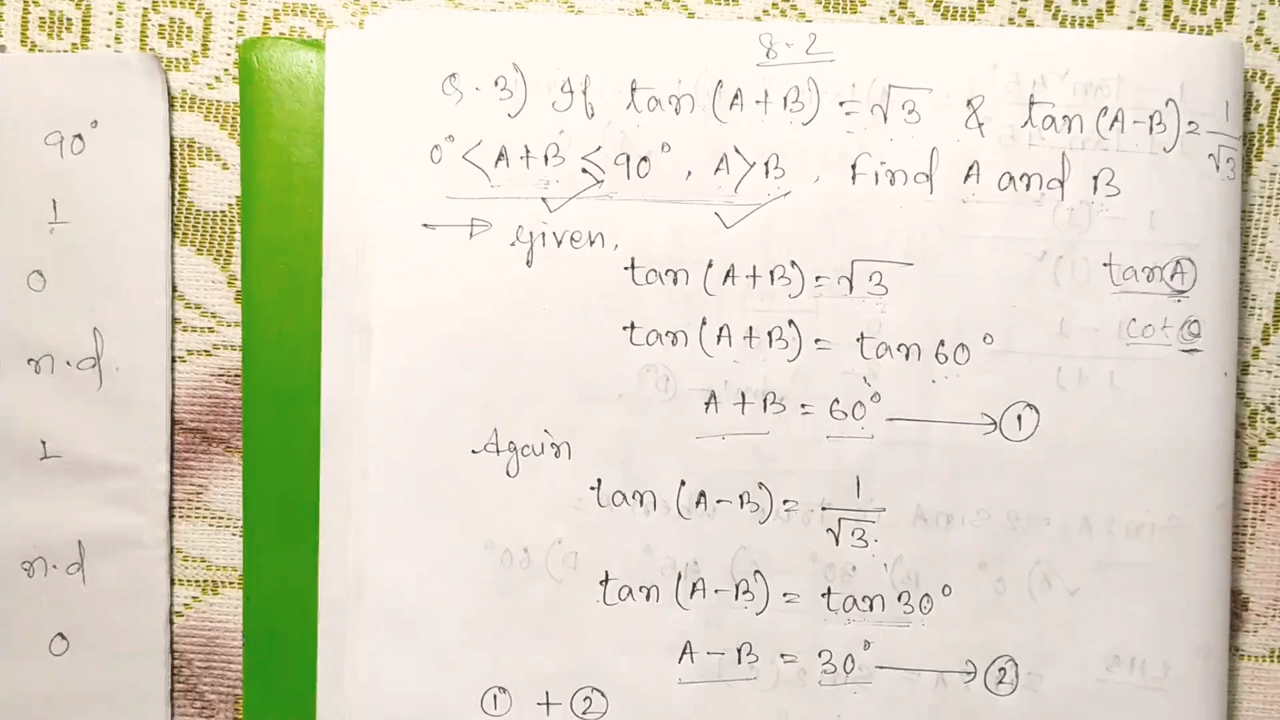 90°
1
0
n.d.
1
n.d
0
8.2
Q.3) If tan (A+B) = √3 & tan (A-B) = 1/√3
0° < A+B ≤ 90°, A>B, Find A and B
→ given,
tan (A+B) = √3
tan A
tan (A+B) = tan 60°
cot
A+B = 60° → ①
Again
tan (A-B) = 1/√3.
tan (A-B) = tan 30°
A-B = 30° → ②
① + ②